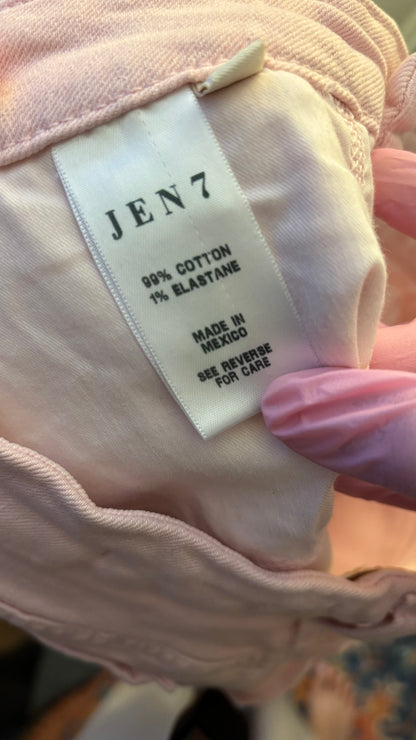 JEN7
99% COTTON
1% ELASTANE
MADE IN
MEXICO
SEE REVERSE
FOR CARE